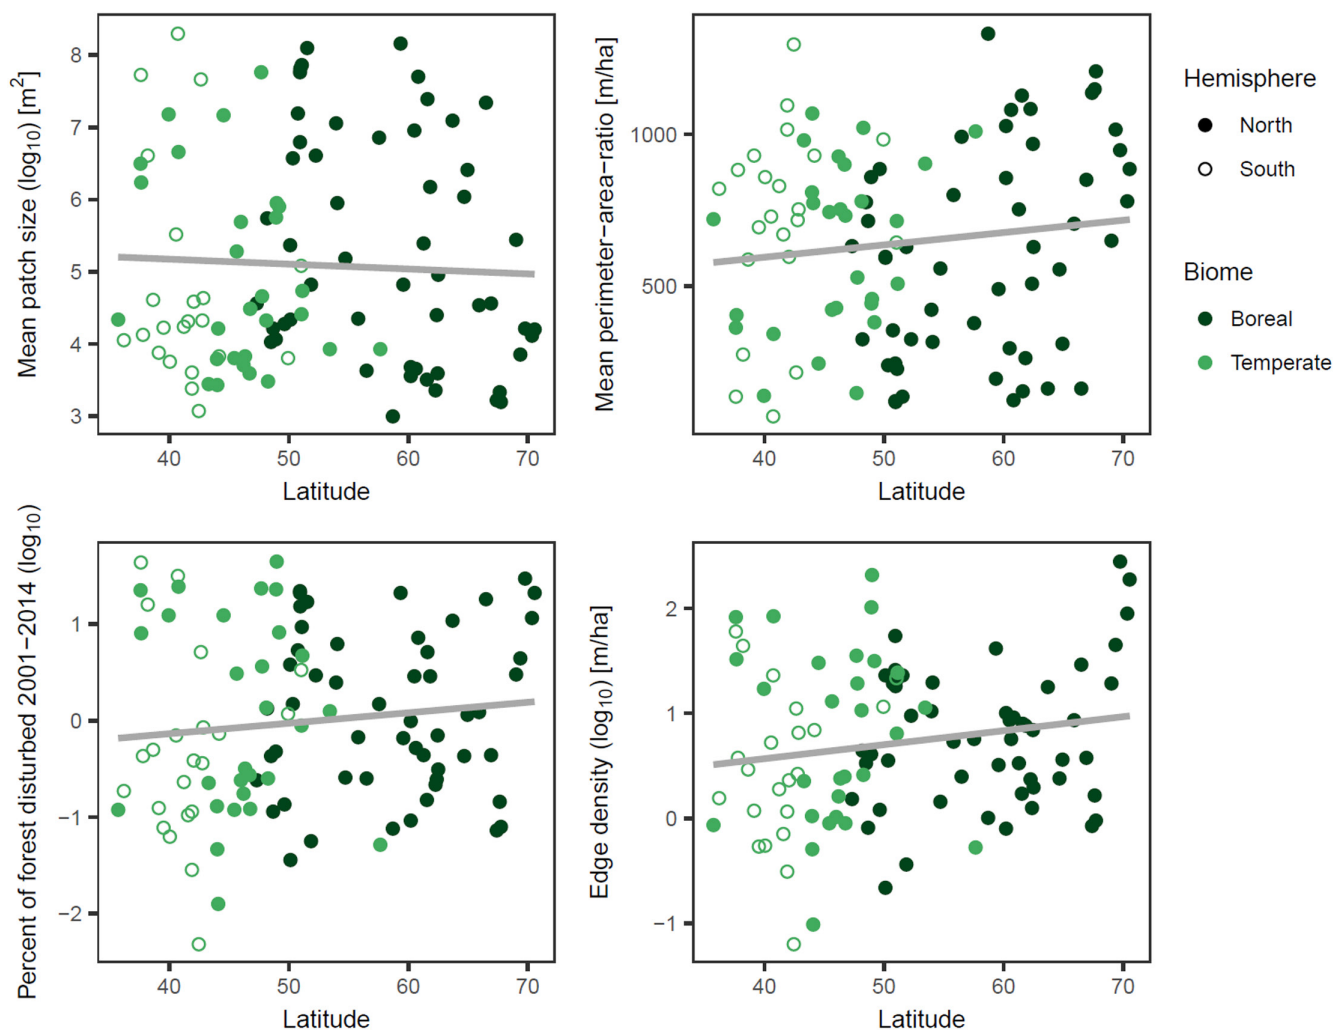 Mean patch size (log₁₀) [m²]
8
7
6
5
4
3
40 50 60 70
Latitude
Mean perimeter−area−ratio [m/ha]
1000
500
40 50 60 70
Latitude
Hemisphere
North
South
Biome
Boreal
Temperate
Percent of forest disturbed 2001−2014 (log₁₀)
1
0
−1
−2
40 50 60 70
Latitude
Edge density (log₁₀) [m/ha]
2
1
0
−1
40 50 60 70
Latitude